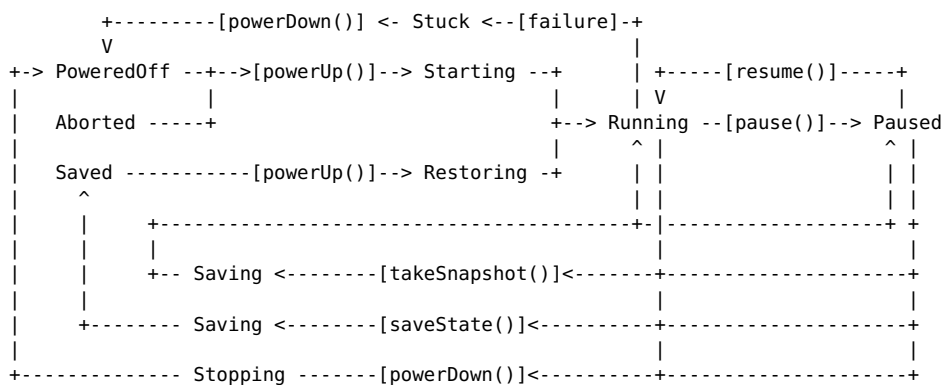 +---------[powerDown()] <- Stuck <--[failure]-+
V |
+-> PoweredOff --+-->[powerUp()]--> Starting --+ | +-----[resume()]-----+
| | | | V |
| Aborted -----+ +--> Running --[pause()]--> Paused
| | ^ | ^ |
| Saved -----------[powerUp()]--> Restoring -+ | | | |
| ^ | | | |
| | +-----------------------------------------+-|-------------------+ +
| | | | |
| | +-- Saving <--------[takeSnapshot()]<-------+---------------------+
| | | |
| +-------- Saving <--------[saveState()]<----------+---------------------+
| | |
+-------------- Stopping -------[powerDown()]<----------+---------------------+